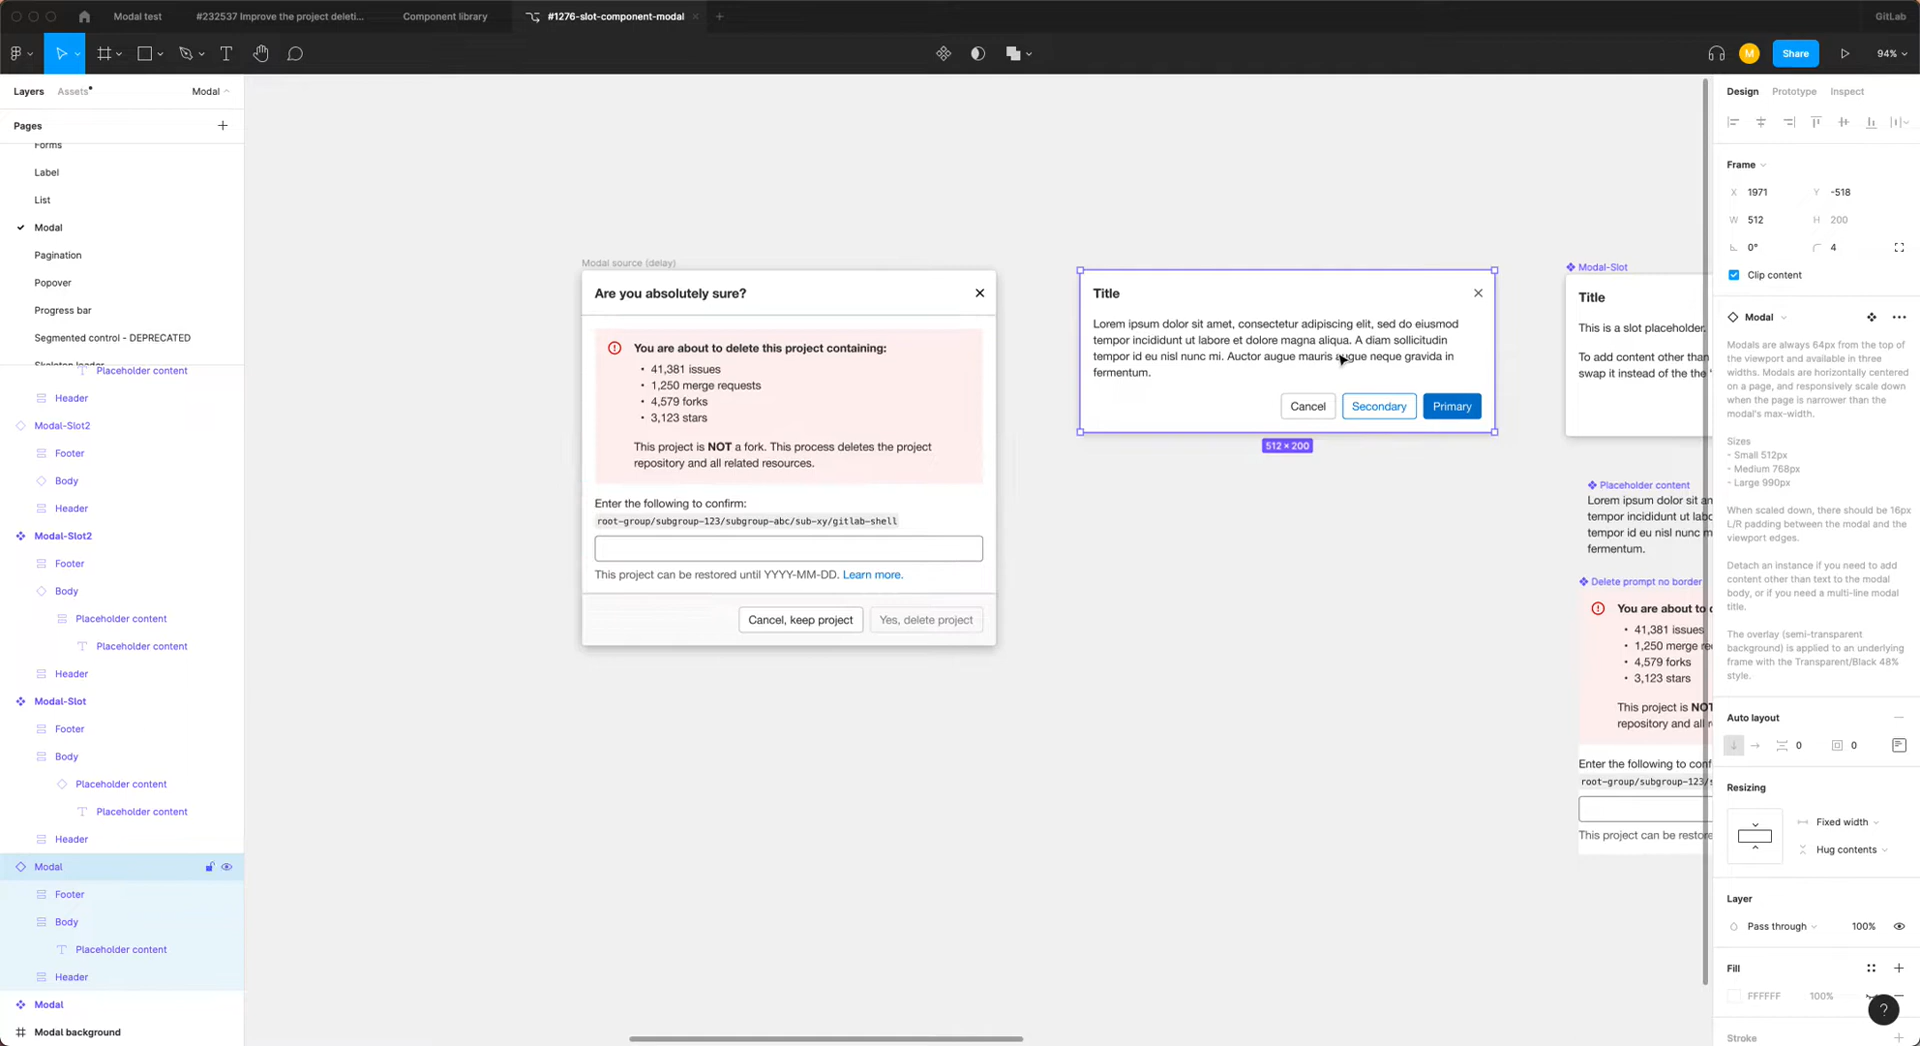 Modal test
#232537 Improve the project deleti...
Component library
#1276-slot-component-modal
GitLab
Share
94%
M
Layers
Assets
Modal
Pages
Forms
Label
List
Modal
Pagination
Popover
Progress bar
Segmented control - DEPRECATED
Placeholder content
Header
Modal-Slot2
Footer
Body
Header
Modal-Slot2
Footer
Body
Placeholder content
Placeholder content
Header
Modal-Slot
Footer
Body
Placeholder content
Placeholder content
Header
Modal
Footer
Body
Placeholder content
Header
Modal
Modal background
Modal source (delay)
Are you absolutely sure?
You are about to delete this project containing:
• 41,381 issues
• 1,250 merge requests
• 4,579 forks
• 3,123 stars
This project is NOT a fork. This process deletes the project
repository and all related resources.
Enter the following to confirm:
root-group/subgroup-123/subgroup-abc/sub-xy/gitlab-shell
This project can be restored until YYYY-MM-DD. Learn more.
Cancel, keep project
Yes, delete project
Title
Lorem ipsum dolor sit amet, consectetur adipiscing elit, sed do eiusmod
tempor incididunt ut labore et dolore magna aliqua. A diam sollicitudin
tempor id eu nisl nunc mi. Auctor augue mauris augue neque gravida in
fermentum.
Cancel
Secondary
Primary
512 × 200
Modal-Slot
Title
This is a slot placeholder.
To add content other than
swap it instead of the the
Placeholder content
Lorem ipsum dolor sit am
tempor incididunt ut lab
tempor id eu nisl nunc m
fermentum.
Delete prompt no border
You are about to
• 41,381 issues
• 1,250 merge re
• 4,579 forks
• 3,123 stars
This project is NOT
repository and all r
Enter the following to conf
root-group/subgroup-123/
This project can be restore
Design
Prototype
Inspect
Frame
X 1971
Y -518
W 512
H 200
0°
4
Clip content
Modal
Modals are always 64px from the top of
the viewport and available in three
widths. Modals are horizontally centered
on a page, and responsively scale down
when the page is narrower than the
modal's max-width.
Sizes
- Small 512px
- Medium 768px
- Large 990px
When scaled down, there should be 16px
L/R padding between the modal and the
viewport edges.
Detach an instance if you need to add
content other than text to the modal
body, or if you need a multi-line modal
title.
The overlay (semi-transparent
background) is applied to an underlying
frame with the Transparent/Black 48%
style.
Auto layout
0
0
Resizing
Fixed width
Hug contents
Layer
Pass through
100%
Fill
FFFFFF
100%
?
Stroke